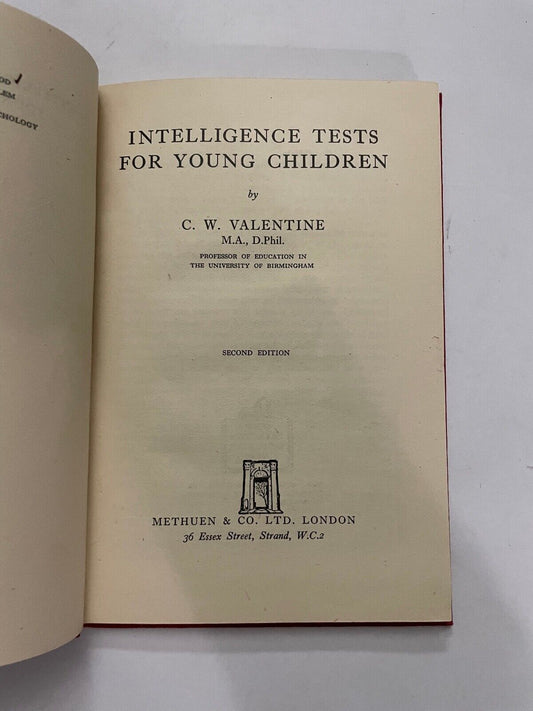 INTELLIGENCE TESTS
FOR YOUNG CHILDREN
by
C. W. VALENTINE
M.A., D.Phil.
PROFESSOR OF EDUCATION IN
THE UNIVERSITY OF BIRMINGHAM
SECOND EDITION
METHUEN & CO. LTD. LONDON
36 Essex Street, Strand, W.C.2